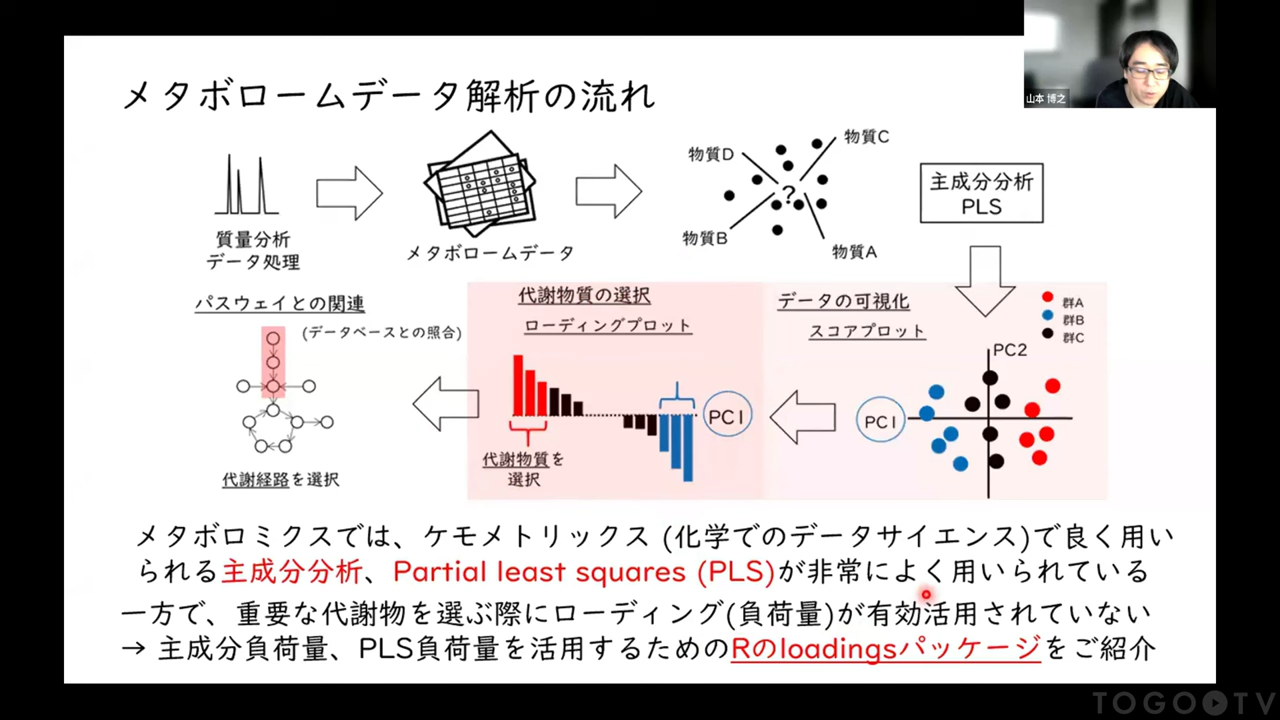 山本 博之
メタボロームデータ解析の流れ
質量分析
データ処理
メタボロームデータ
物質D
物質C
?
物質B
物質A
主成分分析
PLS
パスウェイとの関連
(データベースとの照合)
代謝経路を選択
代謝物質の選択
ローディングプロット
代謝物質を
選択
PC1
データの可視化
スコアプロット
PC1
PC2
群A
群B
群C
メタボロミクスでは、ケモメトリックス (化学でのデータサイエンス)で良く用い
られる主成分分析、Partial least squares (PLS)が非常によく用いられている
一方で、重要な代謝物を選ぶ際にローディング(負荷量)が有効活用されていない
→ 主成分負荷量、PLS負荷量を活用するためのRのloadingsパッケージをご紹介
TOGOTV